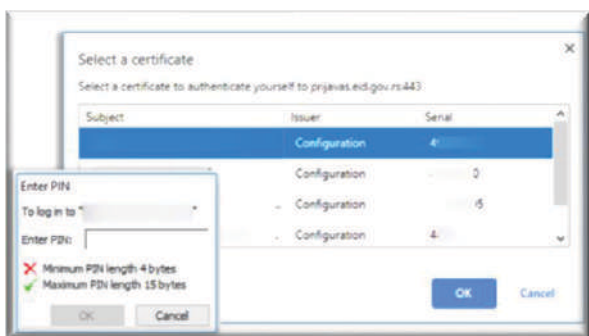 Select a certificate
Select a certificate to authenticate yourself to prijava.eid.gov.rs:443
Subject Issuer Serial
Configuration
Configuration
Configuration
Configuration
OK Cancel
Enter PIN
To log in to " "
Enter PIN:
Minimum PIN length 4 bytes
Maximum PIN length 15 bytes
OK Cancel